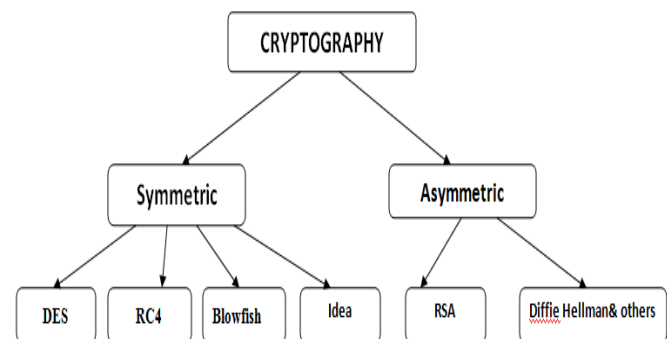 CRYPTOGRAPHY
Symmetric
Asymmetric
DES
RC4
Blowfish
Idea
RSA
Diffie Hellman& others